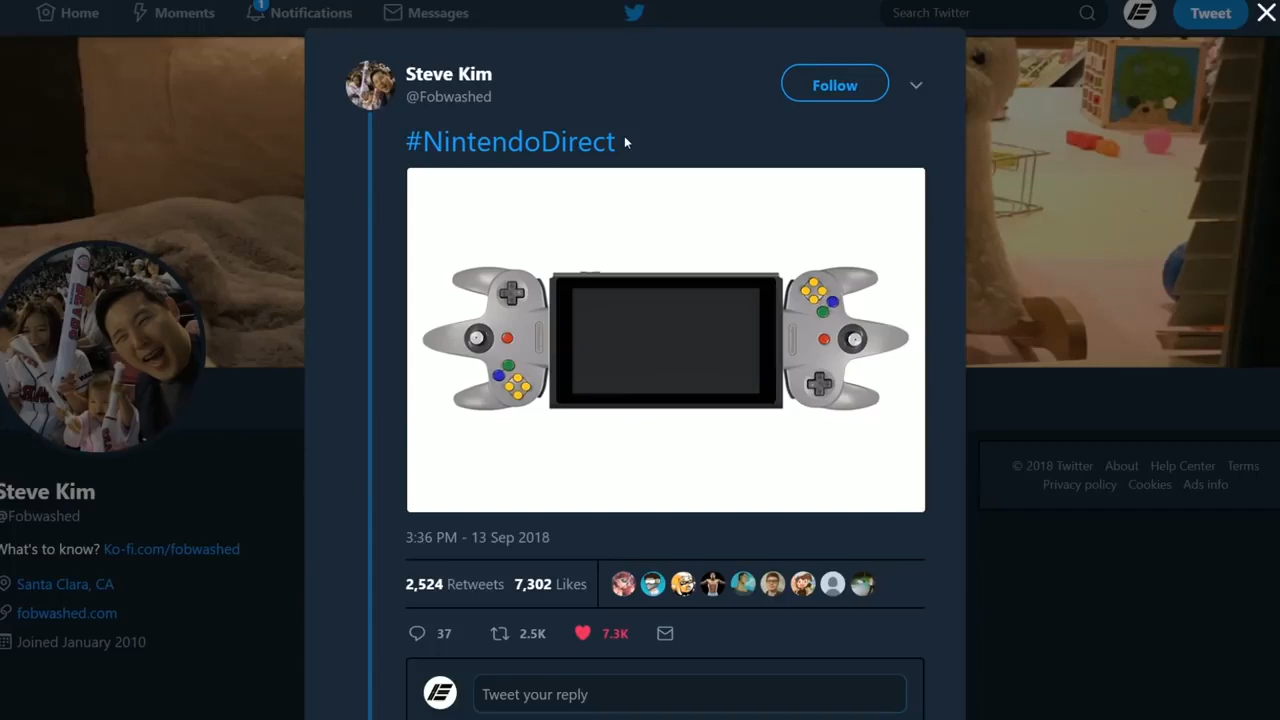 Home Moments Notifications Messages Search Twitter Tweet
1
Steve Kim
@Fobwashed
Follow
#NintendoDirect
3:36 PM - 13 Sep 2018
2,524 Retweets 7,302 Likes
37 2.5K 7.3K
Tweet your reply
Steve Kim
@Fobwashed
What's to know? Ko-fi.com/fobwashed
Santa Clara, CA
fobwashed.com
Joined January 2010
© 2018 Twitter About Help Center Terms
Privacy policy Cookies Ads info